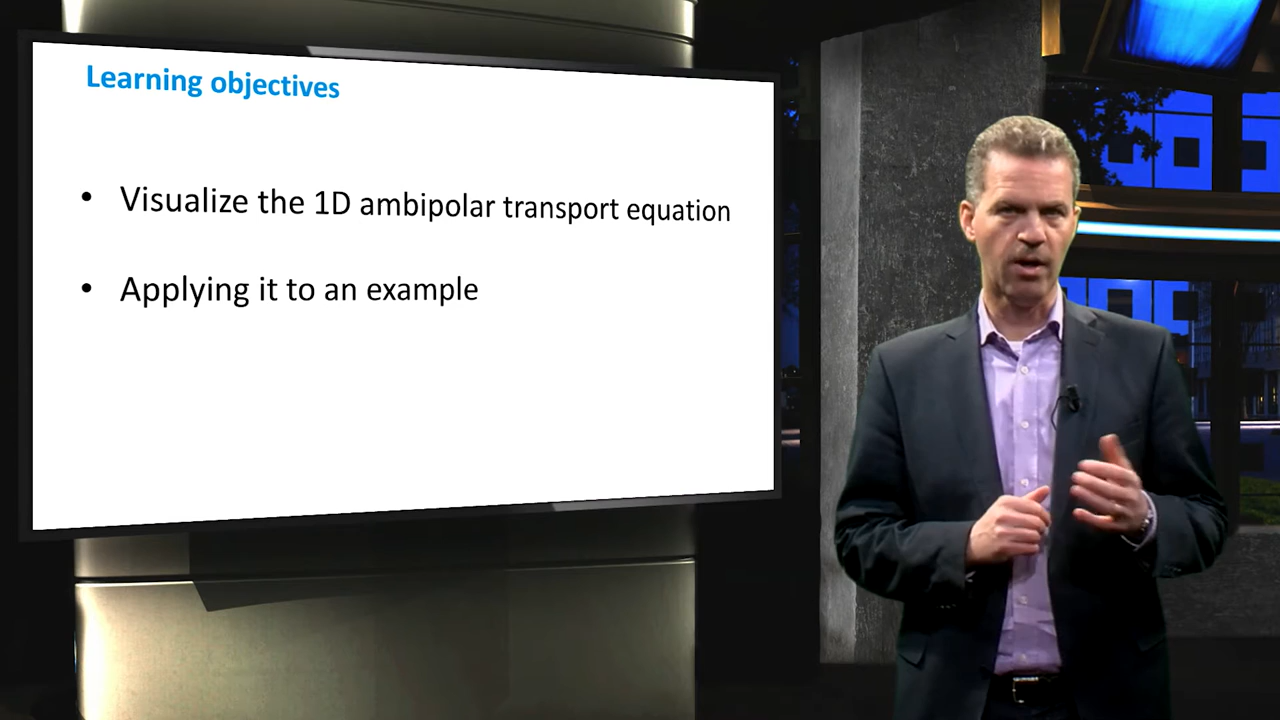 Learning objectives
• Visualize the 1D ambipolar transport equation
• Applying it to an example